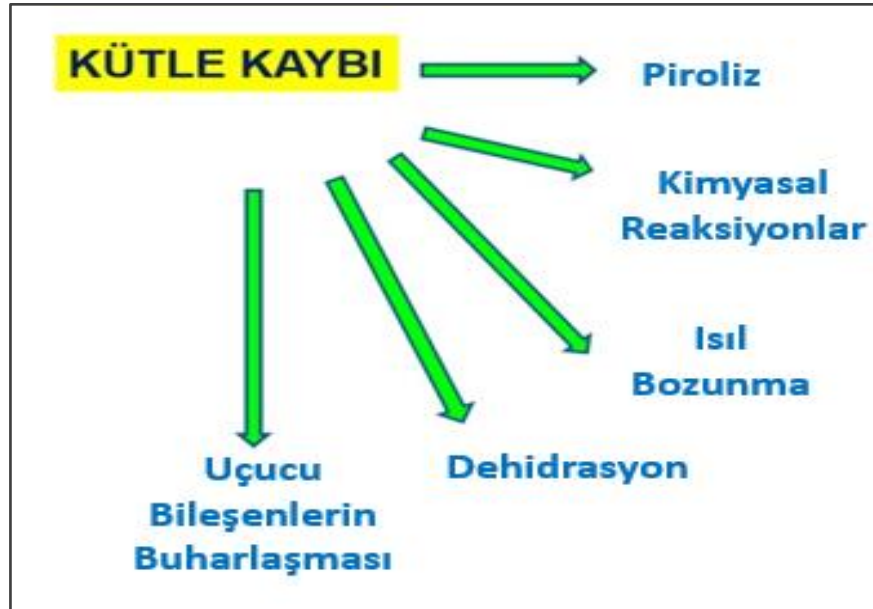 KÜTLE KAYBI
Piroliz
Kimyasal
Reaksiyonlar
Isıl
Bozunma
Dehidrasyon
Uçucu
Bileşenlerin
Buharlaşması